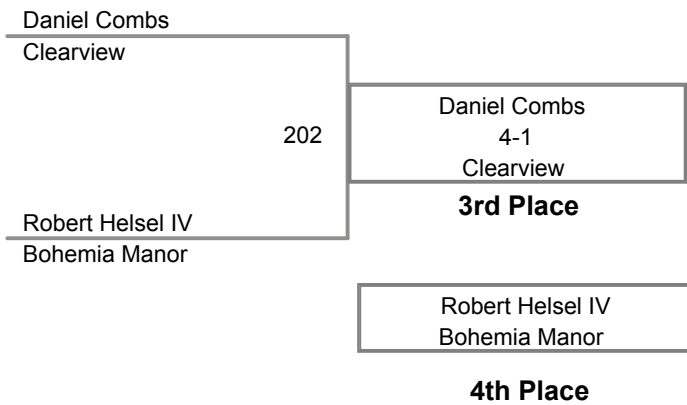 Daniel Combs
Clearview
202
Daniel Combs
4-1
Clearview
3rd Place
Robert Helsel IV
Bohemia Manor
Robert Helsel IV
Bohemia Manor
4th Place